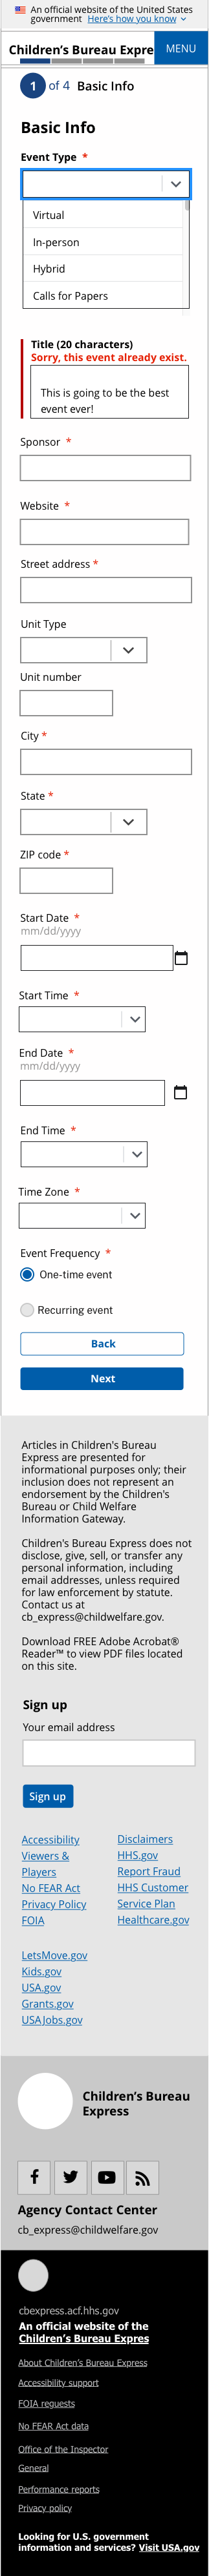 An official website of the United States
government Here's how you know
Children's Bureau Expre
MENU
1 of 4 Basic Info
Basic Info
Event Type *
Virtual
In-person
Hybrid
Calls for Papers
Title (20 characters)
Sorry, this event already exist.
This is going to be the best
event ever!
Sponsor *
Website *
Street address *
Unit Type
Unit number
City *
State *
ZIP code *
Start Date *
mm/dd/yyyy
Start Time *
End Date *
mm/dd/yyyy
End Time *
Time Zone *
Event Frequency *
One-time event
Recurring event
Back
Next
Articles in Children's Bureau
Express are presented for
informational purposes only; their
inclusion does not represent an
endorsement by the Children's
Bureau or Child Welfare
Information Gateway.
Children's Bureau Express does not
disclose, give, sell, or transfer any
personal information, including
email addresses, unless required
for law enforcement by statute.
Contact us at
cb_express@childwelfare.gov.
Download FREE Adobe Acrobat®
Reader™ to view PDF files located
on this site.
Sign up
Your email address
Sign up
Accessibility
Viewers &
Players
No FEAR Act
Privacy Policy
FOIA
Disclaimers
HHS.gov
Report Fraud
HHS Customer
Service Plan
Healthcare.gov
LetsMove.gov
Kids.gov
USA.gov
Grants.gov
USAJobs.gov
Children's Bureau
Express
Agency Contact Center
cb_express@childwelfare.gov
cbexpress.acf.hhs.gov
An official website of the
Children's Bureau Expres
About Children's Bureau Express
Accessibility support
FOIA requests
No FEAR Act data
Office of the Inspector
General
Performance reports
Privacy policy
Looking for U.S. government
information and services? Visit USA.gov